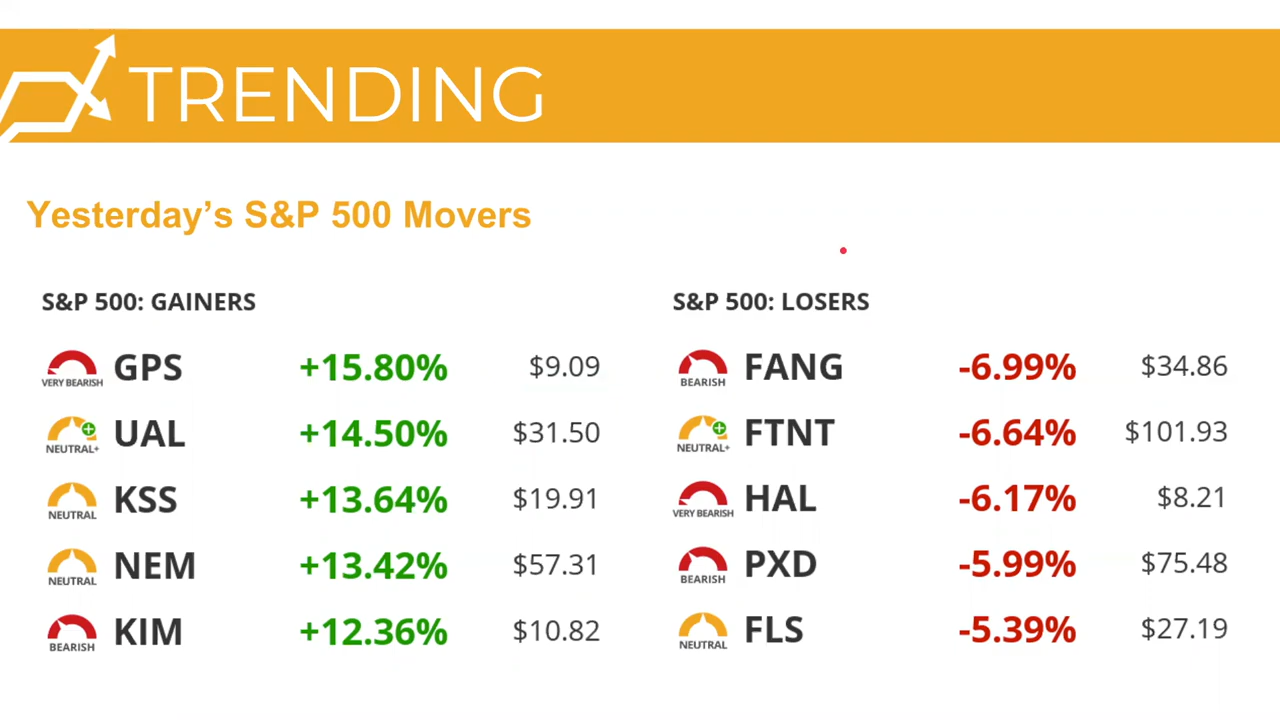 TRENDING
Yesterday’s S&P 500 Movers
S&P 500: GAINERS
VERY BEARISH GPS +15.80% $9.09
NEUTRAL+ UAL +14.50% $31.50
NEUTRAL KSS +13.64% $19.91
NEUTRAL NEM +13.42% $57.31
BEARISH KIM +12.36% $10.82
S&P 500: LOSERS
BEARISH FANG -6.99% $34.86
NEUTRAL+ FTNT -6.64% $101.93
VERY BEARISH HAL -6.17% $8.21
BEARISH PXD -5.99% $75.48
NEUTRAL FLS -5.39% $27.19